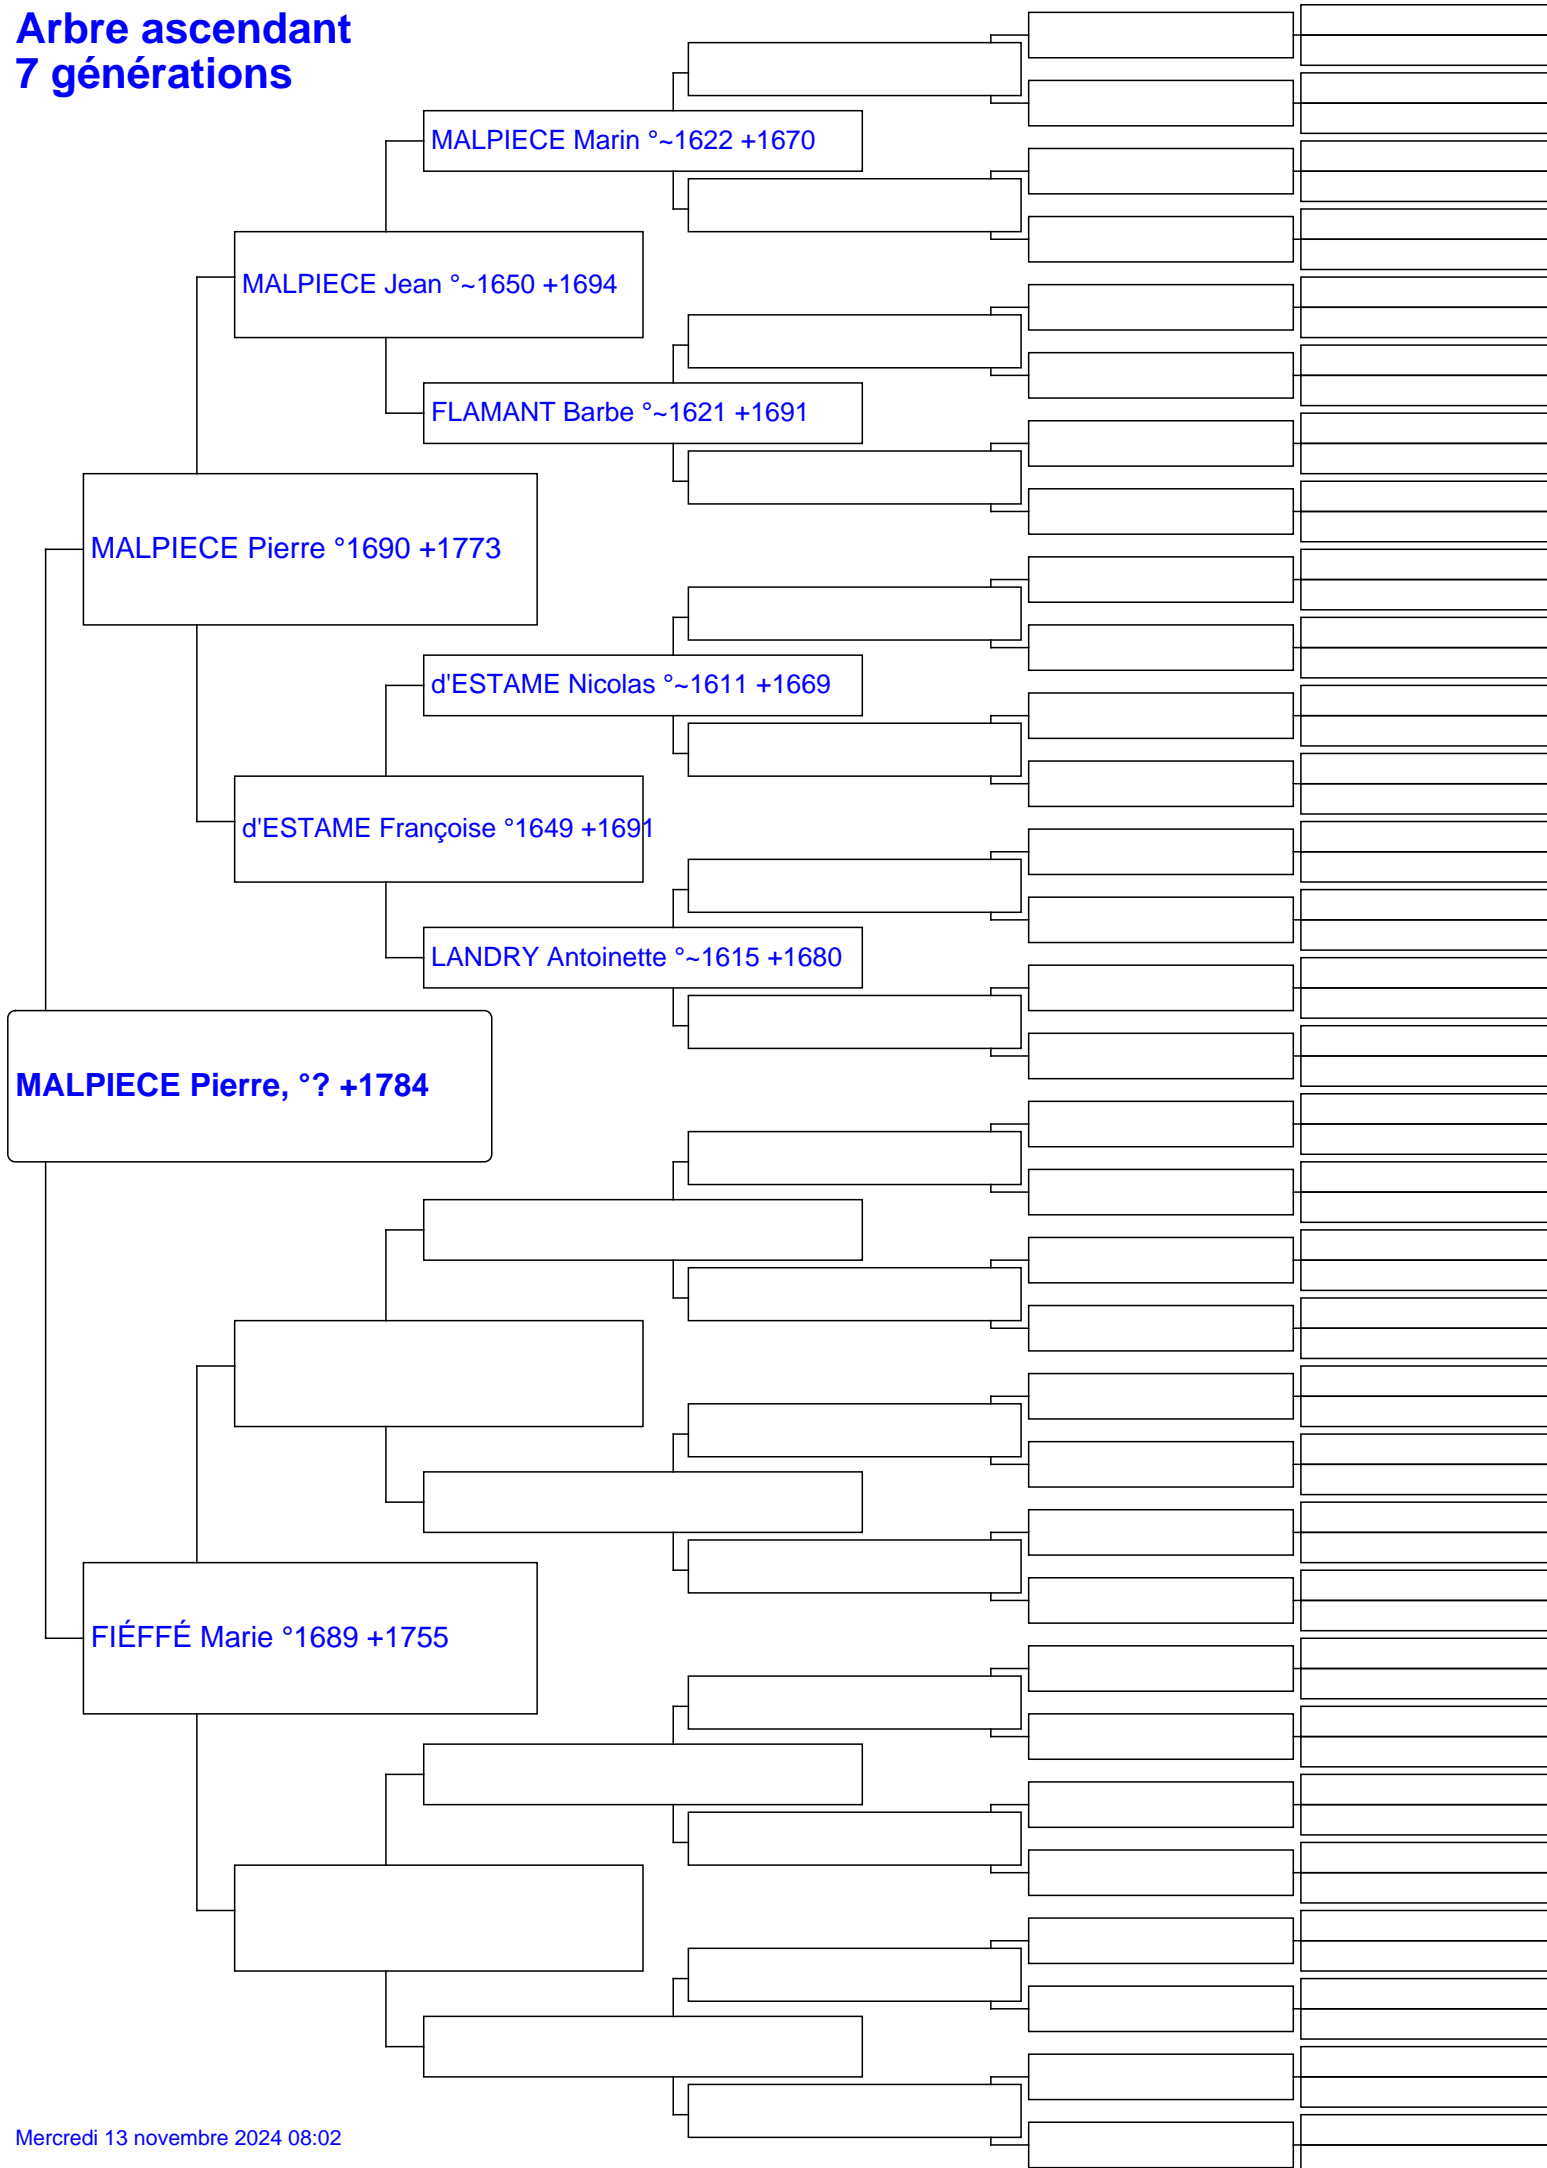 Arbre ascendant
7 générations
MALPIECE Marin °~1622 +1670
MALPIECE Jean °~1650 +1694
FLAMANT Barbe °~1621 +1691
MALPIECE Pierre °1690 +1773
d'ESTAME Nicolas °~1611 +1669
d'ESTAME Françoise °1649 +1691
LANDRY Antoinette °~1615 +1680
MALPIECE Pierre, °? +1784
FIÉFFÉ Marie °1689 +1755
Mercredi 13 novembre 2024 08:02